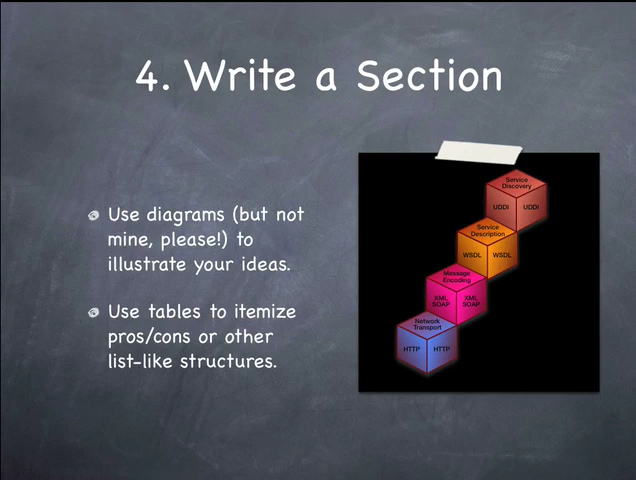 4. Write a Section
Use diagrams (but not
mine, please!) to
illustrate your ideas.
Use tables to itemize
pros/cons or other
list-like structures.
Service
Discovery
UDDI UDDI
Service
Description
WSDL WSDL
Message
Encoding
XML XML
SOAP SOAP
Network
Transport
HTTP HTTP